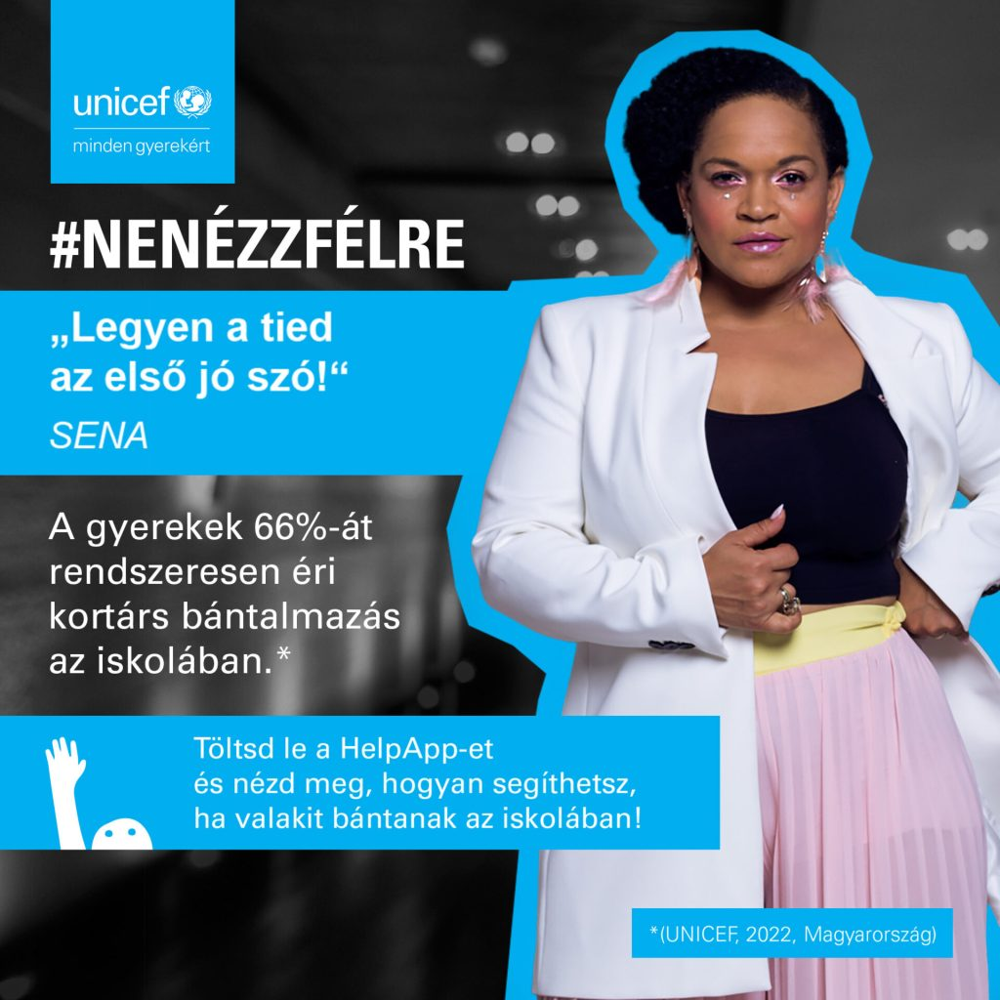 unicef
minden gyerekért
#NENÉZZFÉLRE
„Legyen a tied
az első jó szó!“
SENA
A gyerekek 66%-át
rendszeresen éri
kortárs bántalmazás
az iskolában.*
Töltsd le a HelpApp-et
és nézd meg, hogyan segíthetsz,
ha valakit bántanak az iskolában!
*(UNICEF, 2022, Magyarország)